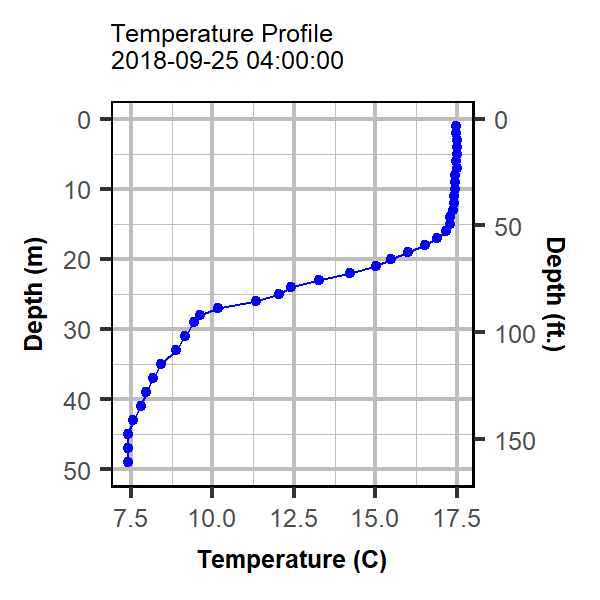 Temperature Profile
2018-09-25 04:00:00
0
10
20
30
40
50
Depth (m)
0
50
100
150
Depth (ft.)
7.5 10.0 12.5 15.0 17.5
Temperature (C)